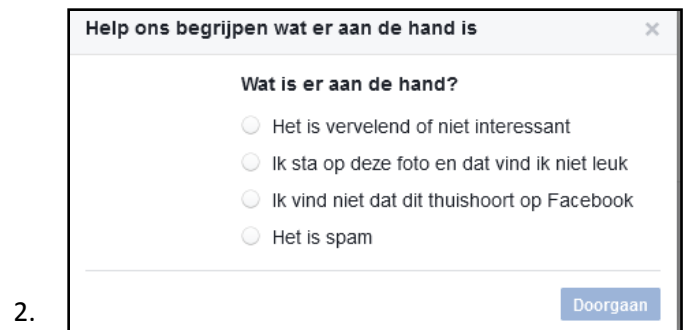 Help ons begrijpen wat er aan de hand is ×
Wat is er aan de hand?
Het is vervelend of niet interessant
Ik sta op deze foto en dat vind ik niet leuk
Ik vind niet dat dit thuishoort op Facebook
Het is spam
Doorgaan
2.